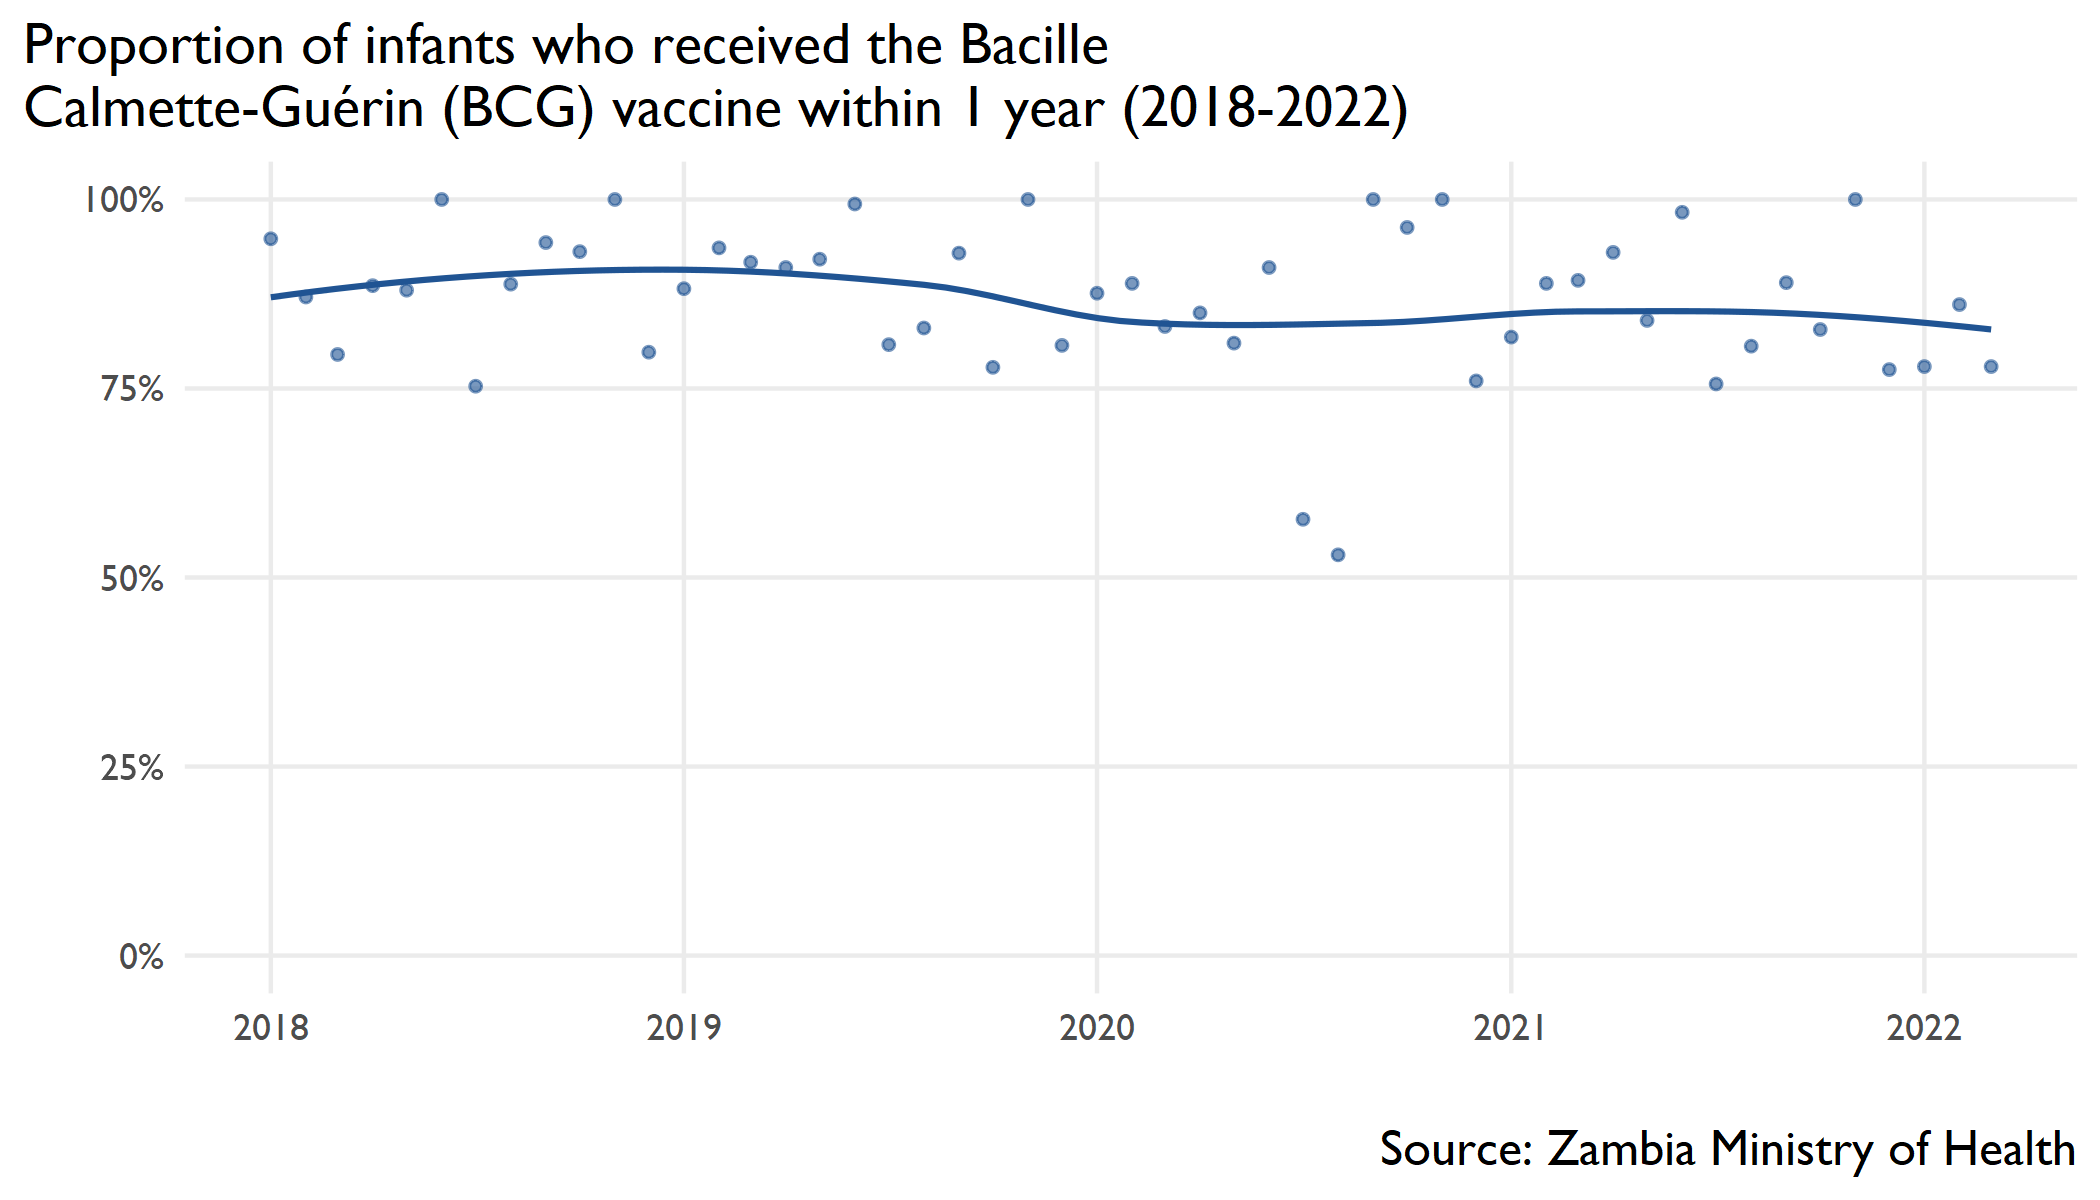 Proportion of infants who received the Bacille
Calmette-Guérin (BCG) vaccine within 1 year (2018-2022)
100%
75%
50%
25%
0%
2018 2019 2020 2021 2022
Source: Zambia Ministry of Health